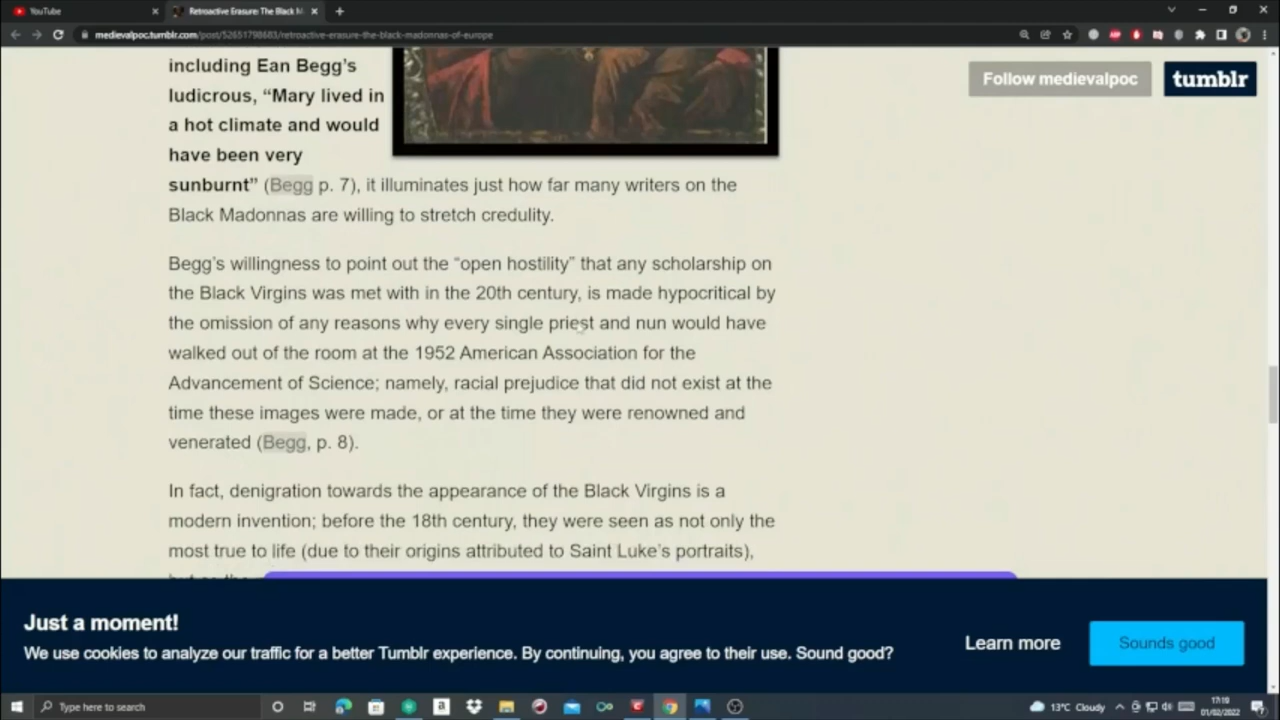 YouTube
Retroactive Erasure: The Black M
medievalpoc.tumblr.com/post/52651798683/retroactive-erasure-the-black-madonnas-of-europe
Follow medievalpoc
tumblr
including Ean Begg’s
ludicrous, “Mary lived in
a hot climate and would
have been very
sunburnt” (Begg p. 7), it illuminates just how far many writers on the
Black Madonnas are willing to stretch credulity.
Begg’s willingness to point out the “open hostility” that any scholarship on
the Black Virgins was met with in the 20th century, is made hypocritical by
the omission of any reasons why every single priest and nun would have
walked out of the room at the 1952 American Association for the
Advancement of Science; namely, racial prejudice that did not exist at the
time these images were made, or at the time they were renowned and
venerated (Begg, p. 8).
In fact, denigration towards the appearance of the Black Virgins is a
modern invention; before the 18th century, they were seen as not only the
most true to life (due to their origins attributed to Saint Luke’s portraits),
Just a moment!
We use cookies to analyze our traffic for a better Tumblr experience. By continuing, you agree to their use. Sound good?
Learn more
Sounds good
Type here to search
13°C Cloudy
17:19
01/02/2022